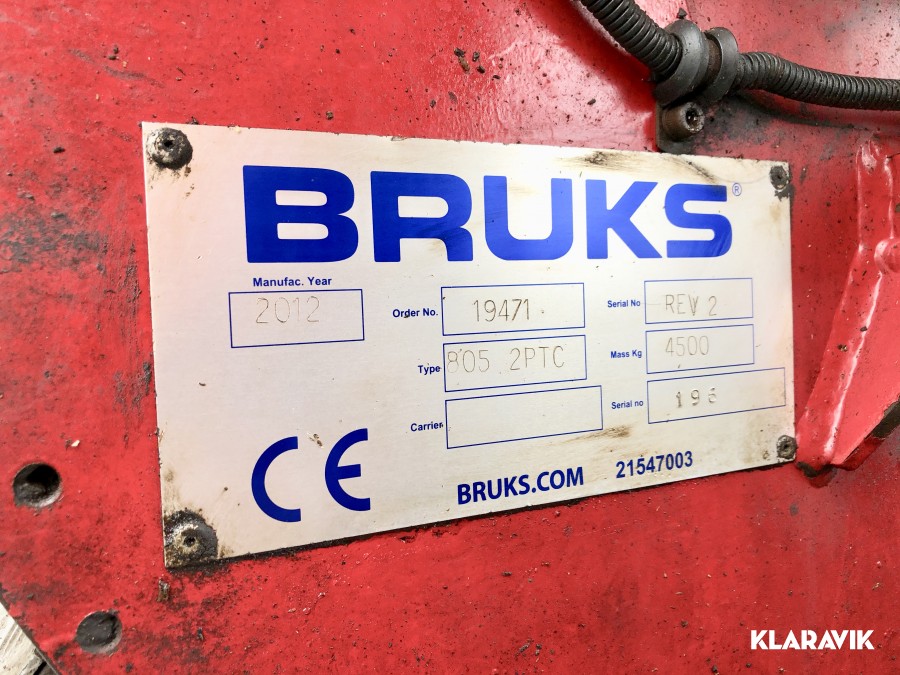 BRUKS®
Manufac. Year
2012
Order No. 19471
Serial No REV 2
Type 805.2PTC
Mass Kg 4500
Carrier
Serial no 196
CE
BRUKS.COM 21547003
KLARAVIK